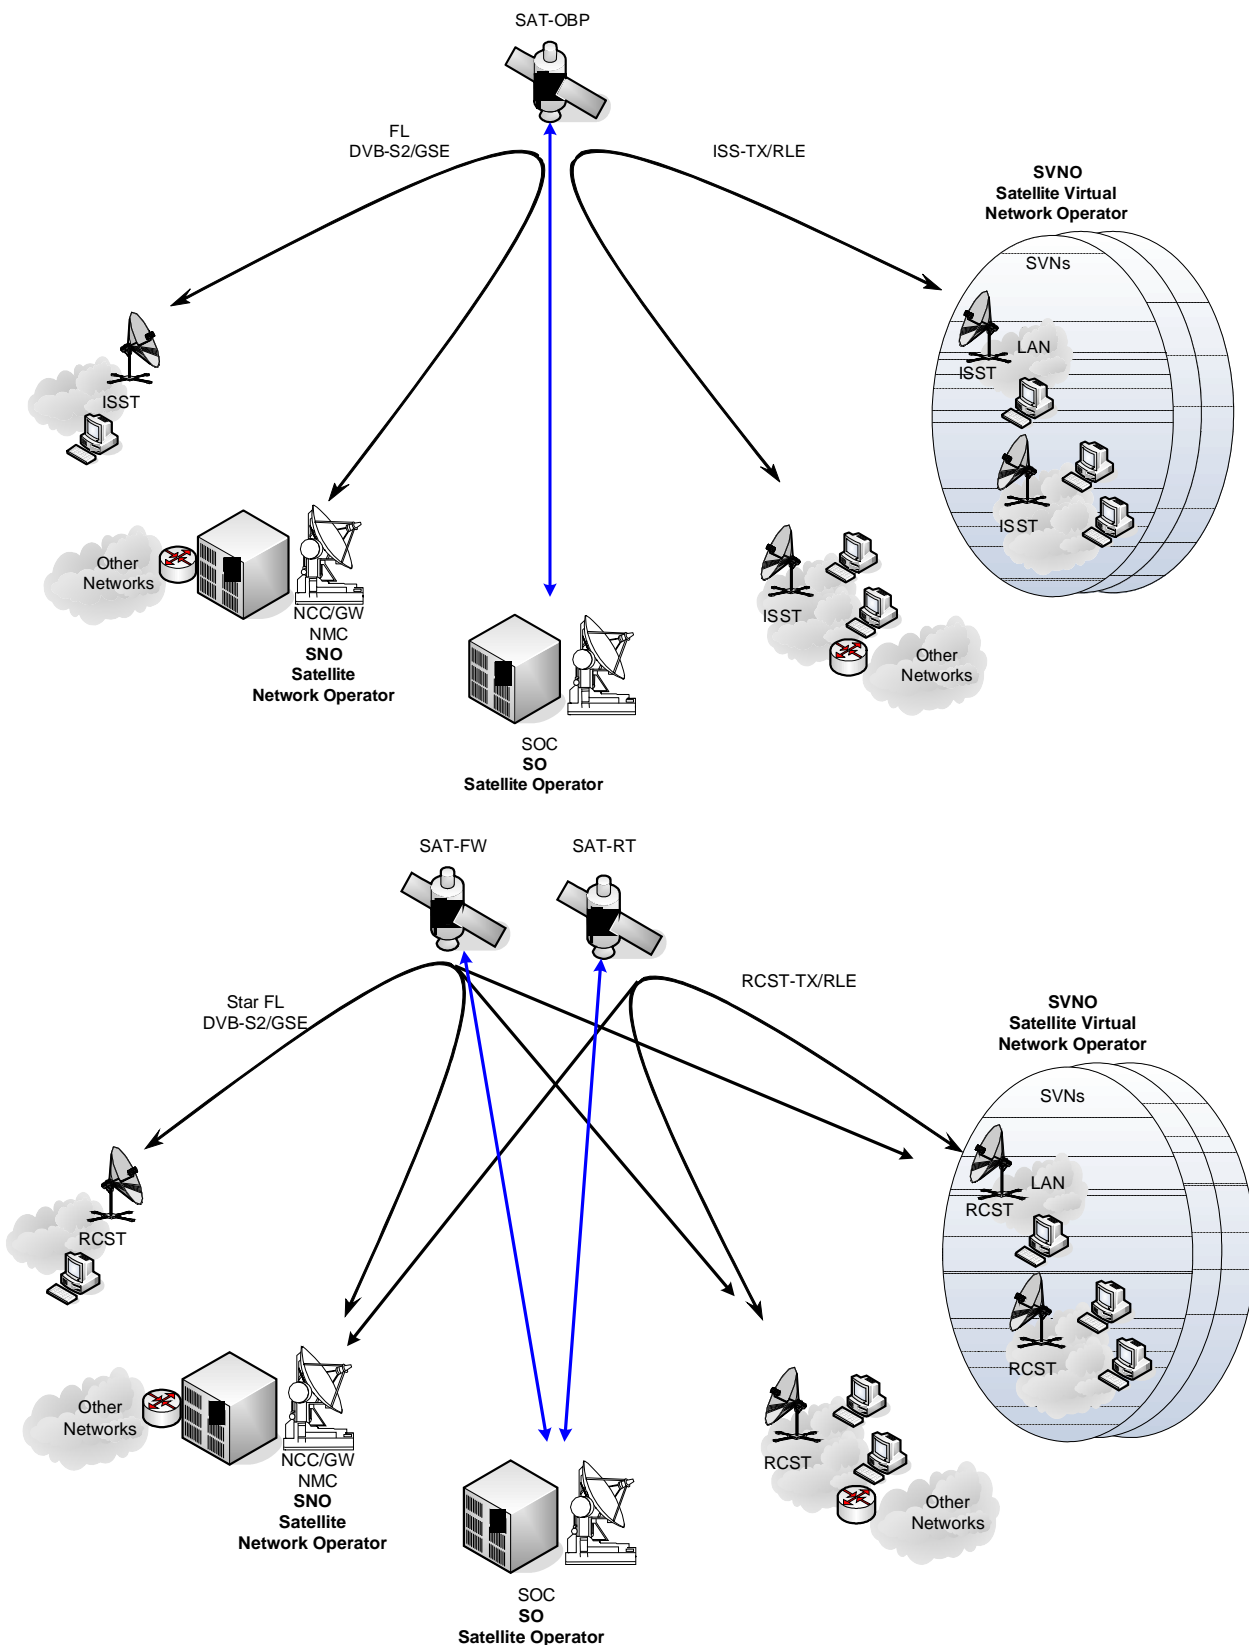 SAT-OBP
FL
DVB-S2/GSE
ISS-TX/RLE
SVNO
Satellite Virtual
Network Operator
SVNs
LAN
ISST
ISST
ISST
Other
Networks
NCC/GW
NMC
SNO
Satellite
Network Operator
ISST
Other
Networks
SOC
SO
Satellite Operator
SAT-FW
SAT-RT
Star FL
DVB-S2/GSE
RCST-TX/RLE
SVNO
Satellite Virtual
Network Operator
SVNs
LAN
RCST
RCST
RCST
Other
Networks
NCC/GW
NMC
SNO
Satellite
Network Operator
RCST
Other
Networks
SOC
SO
Satellite Operator